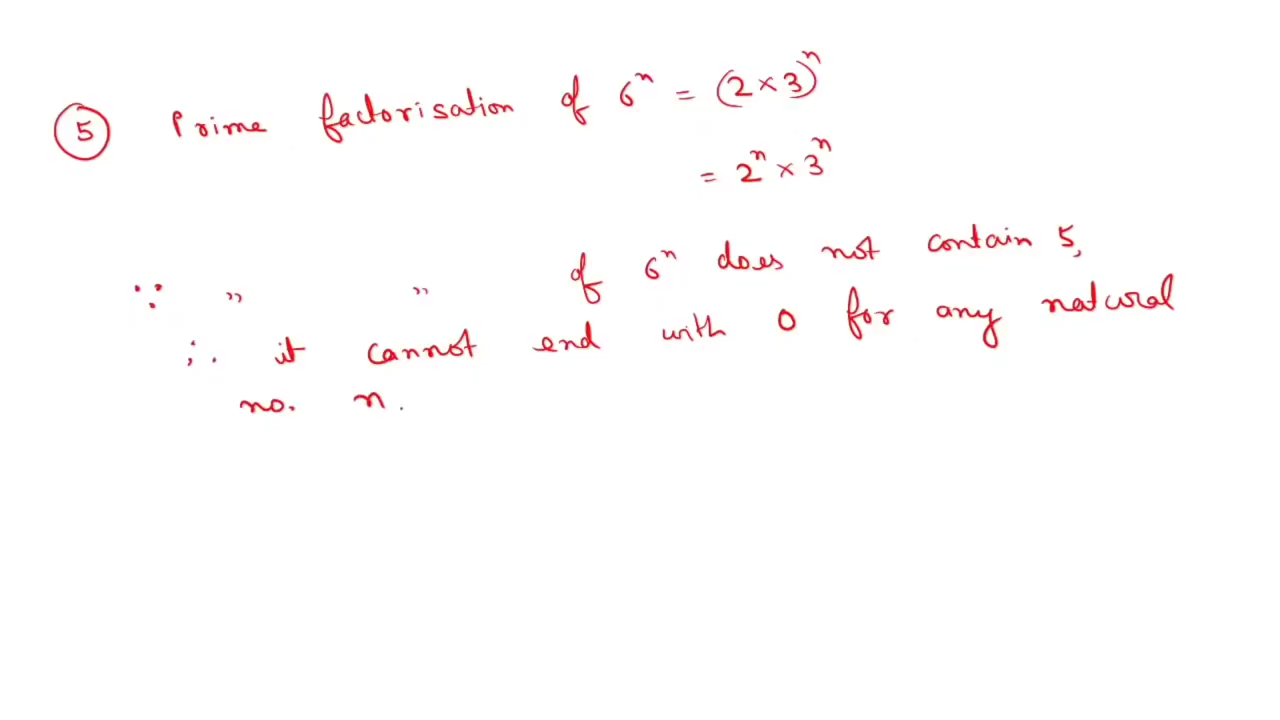 ⑤ Prime factorisation of 6ⁿ = (2 × 3)ⁿ
= 2ⁿ × 3ⁿ
∵ " " of 6ⁿ does not contain 5,
∴ it cannot end with 0 for any natural
no. n.